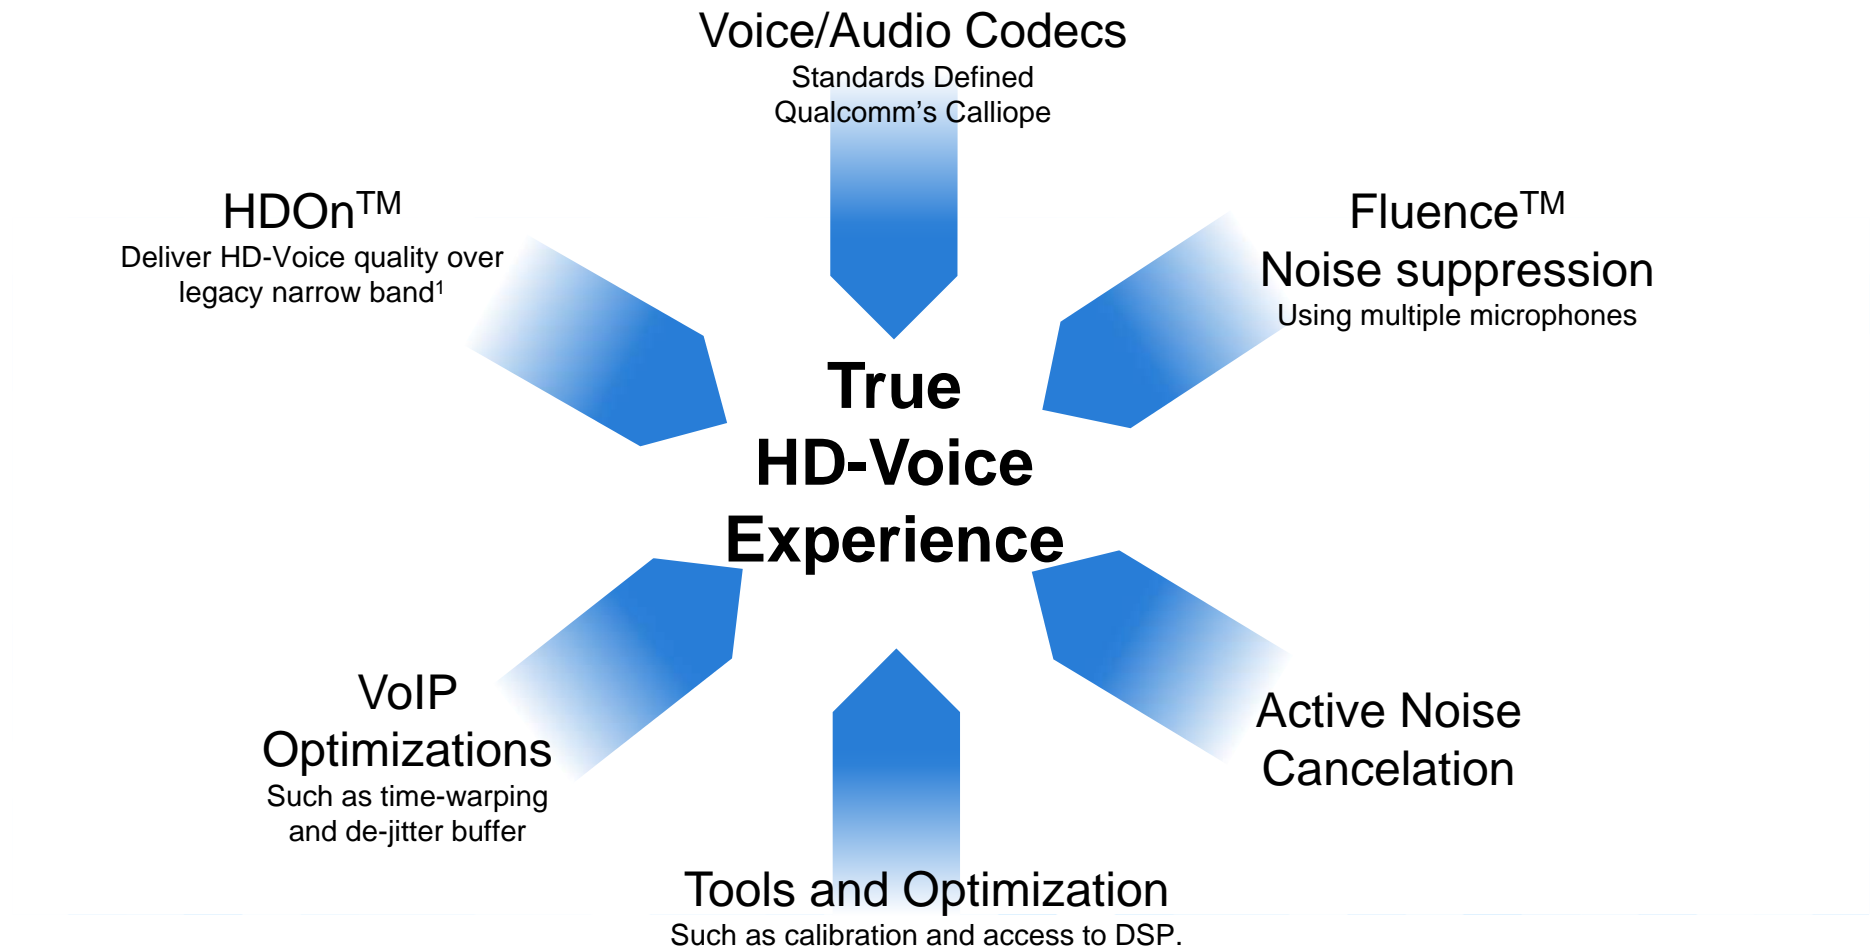 Voice/Audio Codecs
Standards Defined
Qualcomm's Calliope
HDOn™
Deliver HD-Voice quality over
legacy narrow band¹
Fluence™
Noise suppression
Using multiple microphones
True
HD-Voice
Experience
VoIP
Optimizations
Such as time-warping
and de-jitter buffer
Active Noise
Cancelation
Tools and Optimization
Such as calibration and access to DSP.